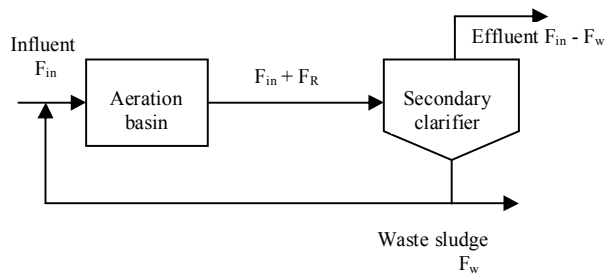 Influent
F_in
Aeration
basin
F_in + F_R
Secondary
clarifier
Effluent F_in - F_w
Waste sludge
F_w